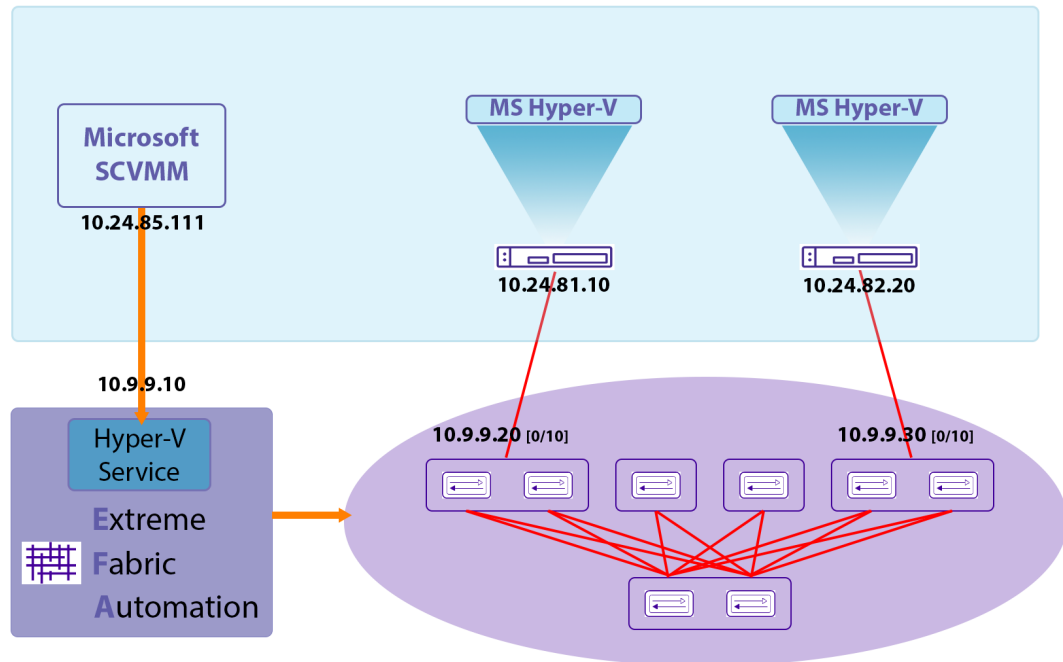 MS Hyper-V
MS Hyper-V
Microsoft
SCVMM
10.24.85.111
10.24.81.10
10.24.82.20
10.9.9.10
Hyper-V
Service
Extreme
Fabric
Automation
10.9.9.20 [0/10]
10.9.9.30 [0/10]